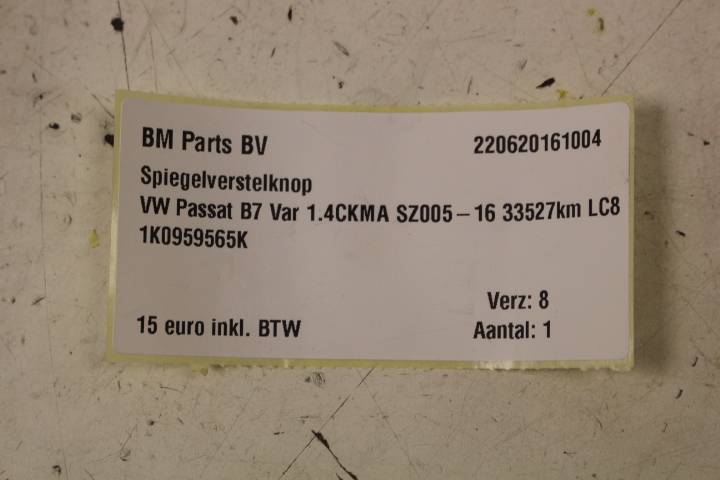 BM Parts BV 220620161004
Spiegelverstelknop
VW Passat B7 Var 1.4CKMA SZ005-16 33527km LC8
1K0959565K
Verz: 8
15 euro inkl. BTW Aantal: 1